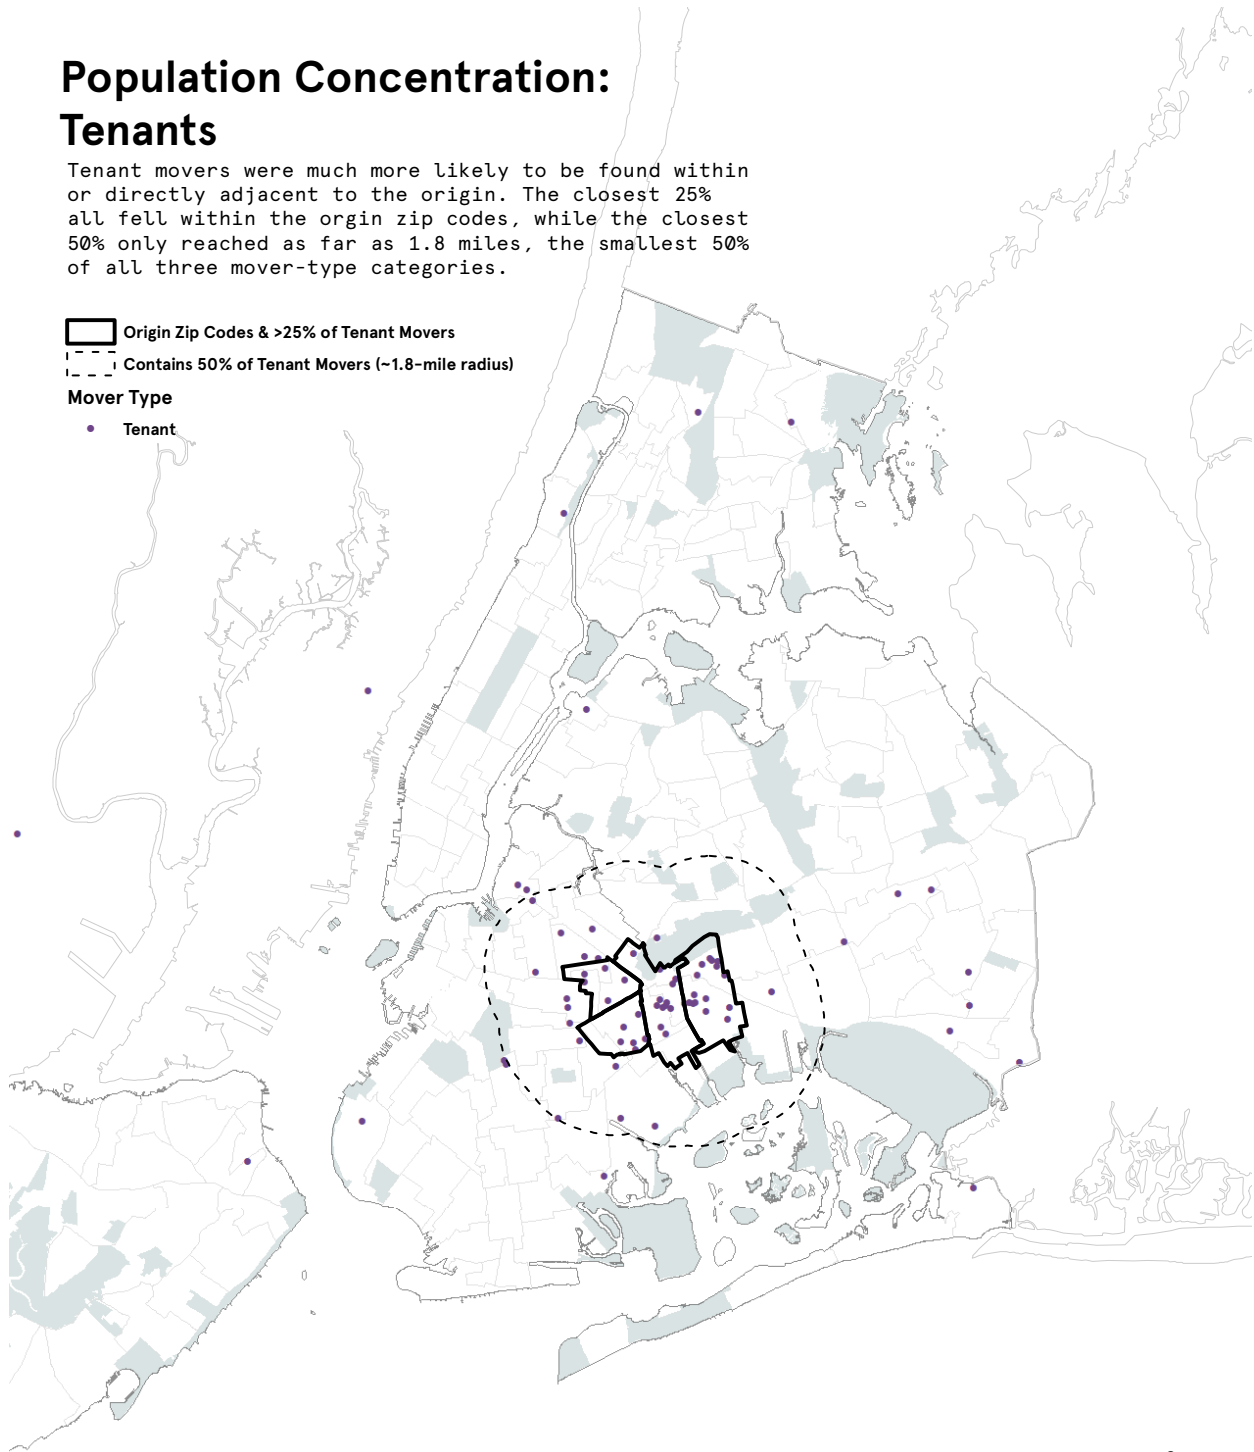 Population Concentration:
Tenants
Tenant movers were much more likely to be found within
or directly adjacent to the origin. The closest 25%
all fell within the orgin zip codes, while the closest
50% only reached as far as 1.8 miles, the smallest 50%
of all three mover-type categories.
Origin Zip Codes & >25% of Tenant Movers
Contains 50% of Tenant Movers (~1.8-mile radius)
Mover Type
Tenant